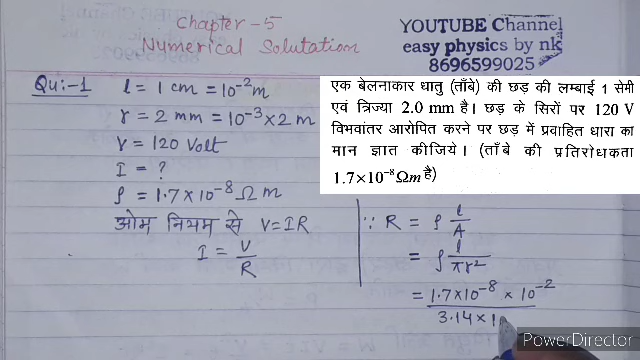 Chapter-5
Numerical Solutation
YOUTUBE Channel
easy physics by nk
8696599025
Qu:-1 l = 1 cm = 10⁻² m
r = 2 mm = 10⁻³ × 2 m
V = 120 Volt
I = ?
ρ = 1.7 × 10⁻⁸ Ω m
ओम नियम से V = IR
I = V/R
एक बेलनाकार धातु (ताँबे) की छड़ की लम्बाई 1 सेमी
एवं त्रिज्या 2.0 mm है। छड़ के सिरों पर 120 V
विभवांतर आरोपित करने पर छड़ में प्रवाहित धारा का
मान ज्ञात कीजिये। (ताँबे की प्रतिरोधकता
1.7×10⁻⁸Ωm है)
∵ R = ρ l/A
= ρ l/πr²
= 1.7×10⁻⁸ × 10⁻²
3.14 × 1
PowerDirector